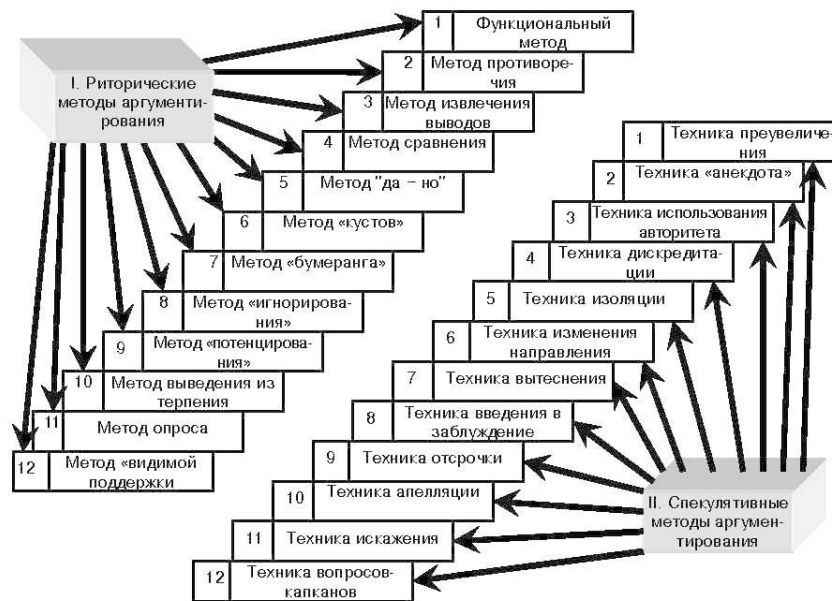 I. Риторические
методы аргументи-
рования
1 Функциональный
метод
2 Метод противоре-
чия
3 Метод извлечения
выводов
4 Метод сравнения
5 Метод "да – но"
6 Метод «кустов»
7 Метод «бумеранга»
8 Метод «игнорирова-
ния»
9 Метод «потенцирова-
ния»
10 Метод выведения из
терпения
11 Метод опроса
12 Метод «видимой
поддержки
1 Техника преувеличе-
ния
2 Техника «анекдота»
3 Техника использования
авторитета
4 Техника дискредита-
ции
5 Техника изоляции
6 Техника изменения
направления
7 Техника вытеснения
8 Техника введения в
заблуждение
9 Техника отсрочки
10 Техника апелляции
11 Техника искажения
12 Техника вопросов-
капканов
II. Спекулятивные
методы аргумен-
тирования